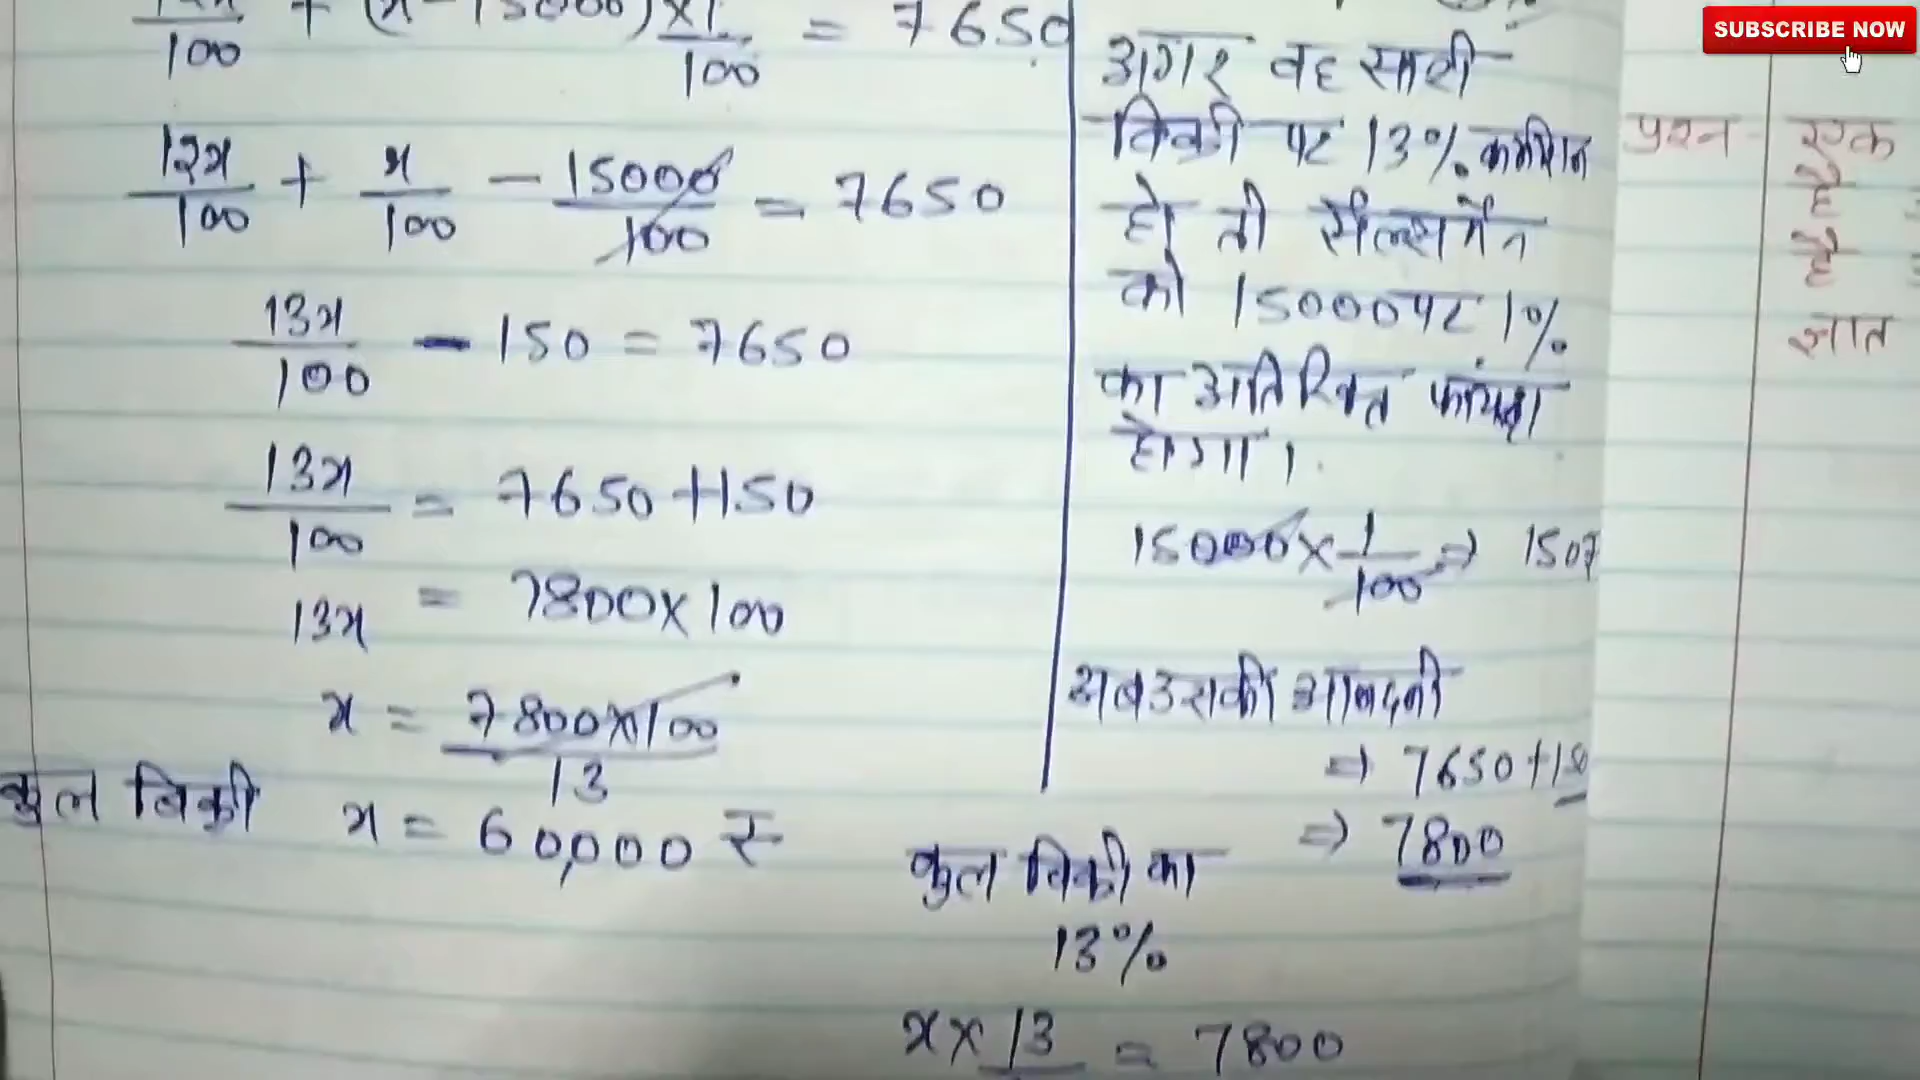 12x/100 + (x-15000)×1/100 = 7650
12x/100 + x/100 - 15000/100 = 7650
13x/100 - 150 = 7650
13x/100 = 7650+150
13x = 7800×100
x = 7800×100/13
कुल बिक्री x = 60,000 ₹
अगर वह सारी
बिक्री पर 13% कमीशन
हो तो सेल्समैन
को 15000 पर 1%
का अतिरिक्त फायदा
होगा।
15000×1/100 ⇒ 150₹
अब उसकी आमदनी
⇒ 7650+150
⇒ 7800
कुल बिक्री का
13%
x×13 = 7800
SUBSCRIBE NOW
प्रश्न- एक
है
है
ज्ञात